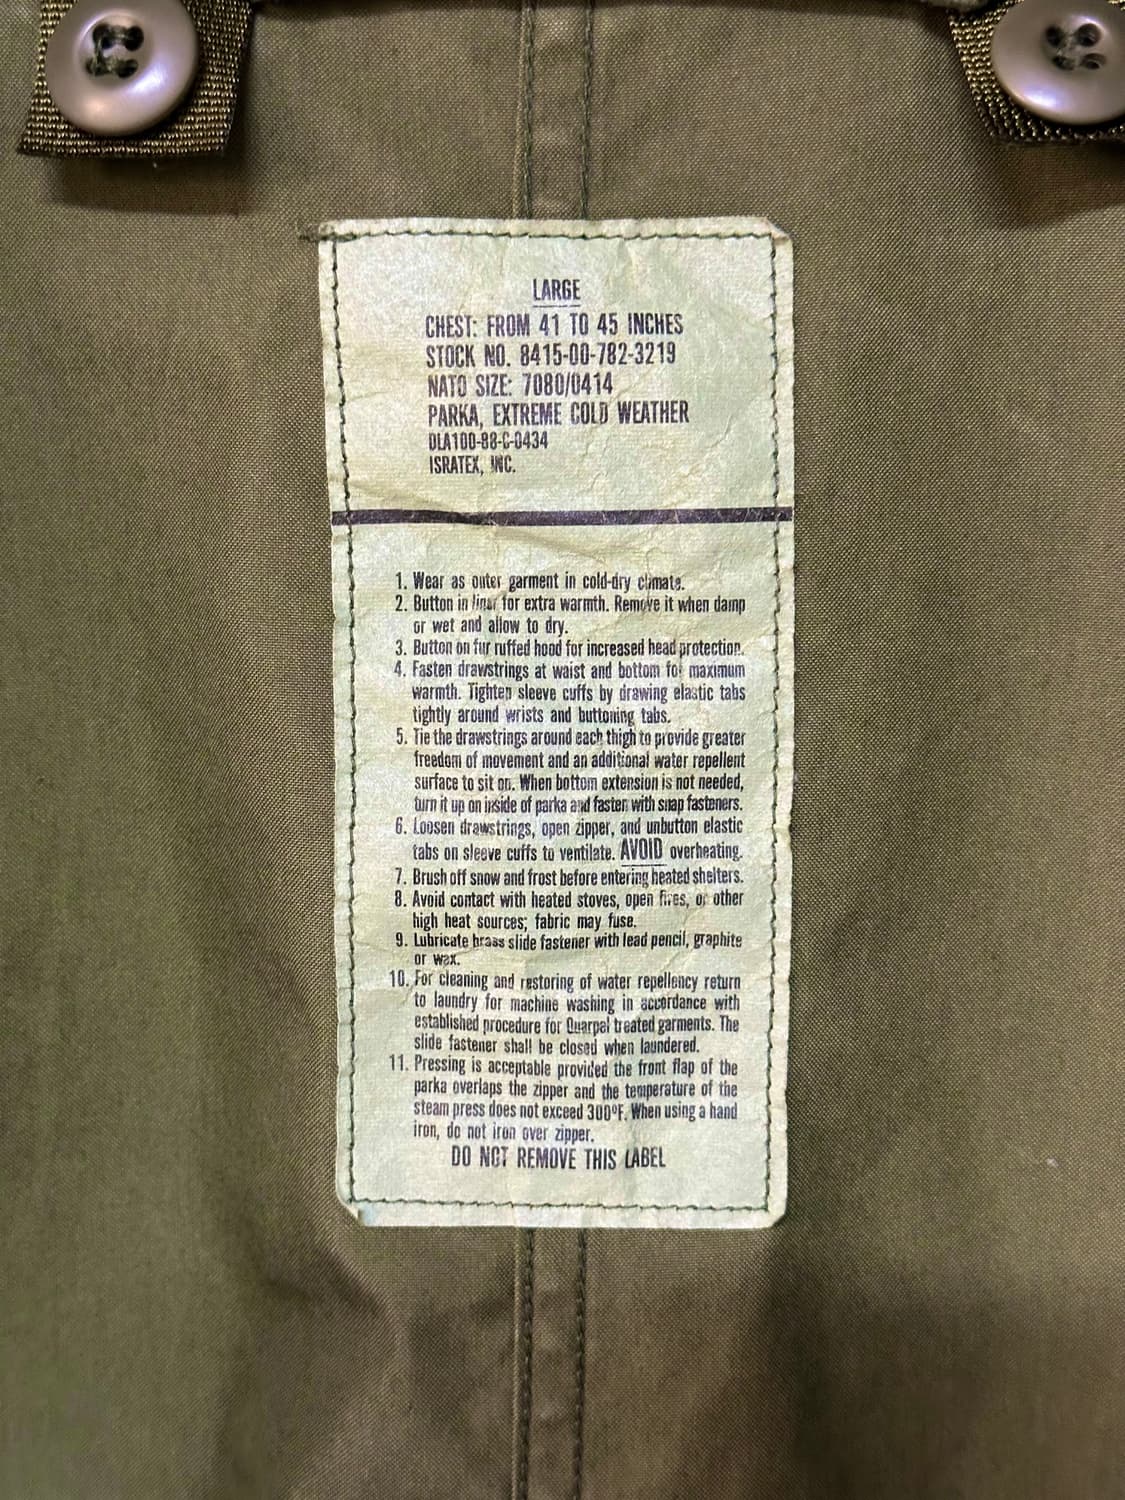 LARGE
CHEST: FROM 41 TO 45 INCHES
STOCK NO. 8415-00-782-3219
NATO SIZE: 7080/0414
PARKA, EXTREME COLD WEATHER
DLA100-88-C-0434
ISRATEX, INC.
1. Wear as outer garment in cold-dry climate.
2. Button in liner for extra warmth. Remove it when damp
or wet and allow to dry.
3. Button on fur ruffed hood for increased head protection.
4. Fasten drawstrings at waist and bottom for maximum
warmth. Tighten sleeve cuffs by drawing elastic tabs
tightly around wrists and buttoning tabs.
5. Tie the drawstrings around each thigh to provide greater
freedom of movement and an additional water repellent
surface to sit on. When bottom extension is not needed,
turn it up on inside of parka and fasten with snap fasteners.
6. Loosen drawstrings, open zipper, and unbutton elastic
tabs on sleeve cuffs to ventilate. AVOID overheating.
7. Brush off snow and frost before entering heated shelters.
8. Avoid contact with heated stoves, open fires, or other
high heat sources; fabric may fuse.
9. Lubricate brass slide fastener with lead pencil, graphite
or wax.
10. For cleaning and restoring of water repellency return
to laundry for machine washing in accordance with
established procedure for Quarpel treated garments. The
slide fastener shall be closed when laundered.
11. Pressing is acceptable provided the front flap of the
parka overlaps the zipper and the temperature of the
steam press does not exceed 300°F. When using a hand
iron, do not iron over zipper.
DO NOT REMOVE THIS LABEL